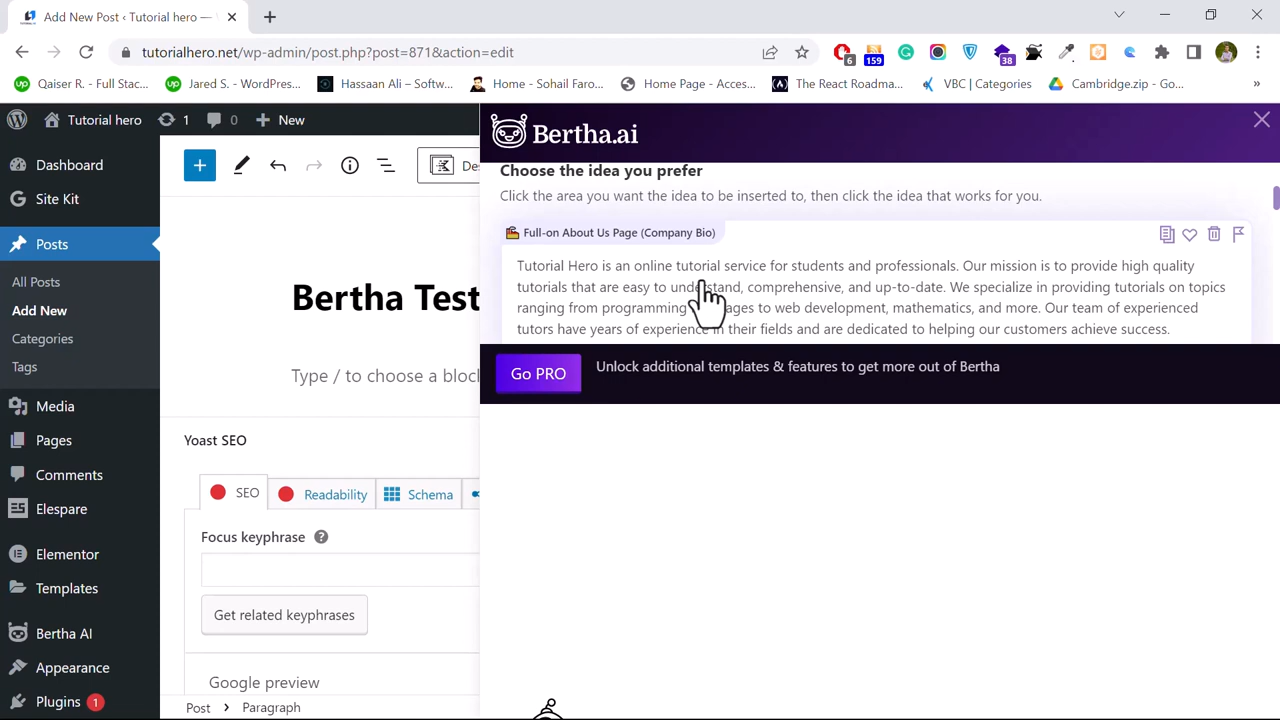 Add New Post ‹ Tutorial hero —
tutorialhero.net/wp-admin/post.php?post=871&action=edit
6
159
38
Qaiser R. - Full Stac...
Jared S. - WordPress...
Hassaan Ali – Softw...
Home - Sohail Faro...
Home Page - Acces...
The React Roadma...
VBC | Categories
Cambridge.zip - Go...
»
Tutorial hero
1
0
New
Bertha.ai
Dashboard
Site Kit
Posts
All Posts
Add New
Categories
Tags
Media
Pages
Comments
Elespare
Elementor
Templates
Bertha AI
Appearance
Plugins 1
Des
Bertha Test
Type / to choose a bloc
Yoast SEO
SEO
Readability
Schema
Focus keyphrase
?
Get related keyphrases
Google preview
Post
Paragraph
Choose the idea you prefer
Click the area you want the idea to be inserted to, then click the idea that works for you.
Full-on About Us Page (Company Bio)
Tutorial Hero is an online tutorial service for students and professionals. Our mission is to provide high quality
tutorials that are easy to understand, comprehensive, and up-to-date. We specialize in providing tutorials on topics
ranging from programming ages to web development, mathematics, and more. Our team of experienced
tutors have years of experience in their fields and are dedicated to helping our customers achieve success.
Go PRO
Unlock additional templates & features to get more out of Bertha